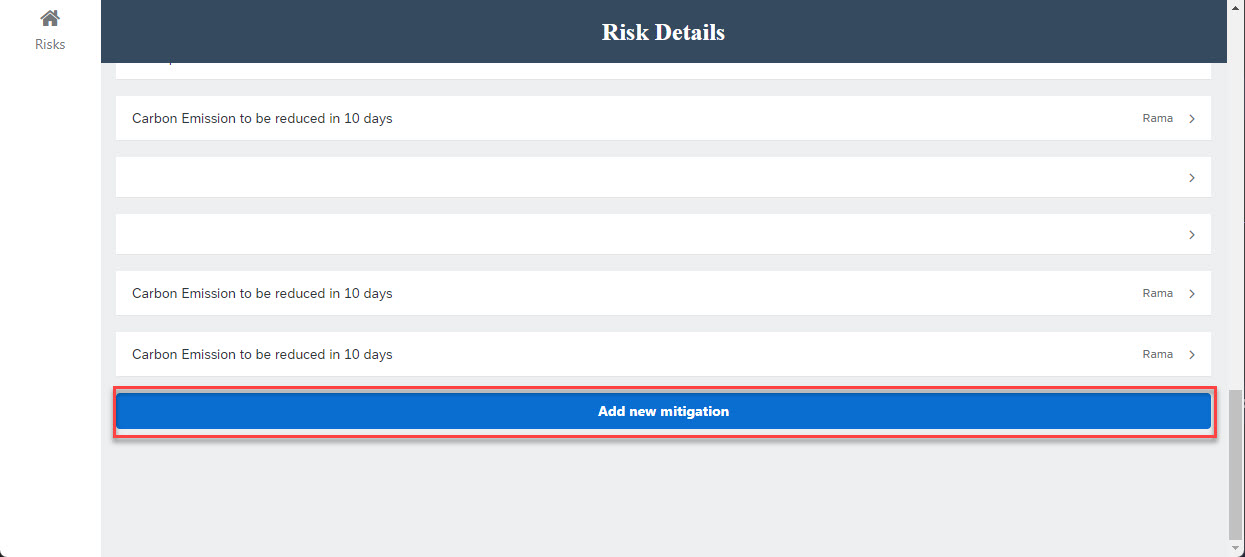 Risks
Risk Details
Carbon Emission to be reduced in 10 days Rama
Carbon Emission to be reduced in 10 days Rama
Carbon Emission to be reduced in 10 days Rama
Add new mitigation